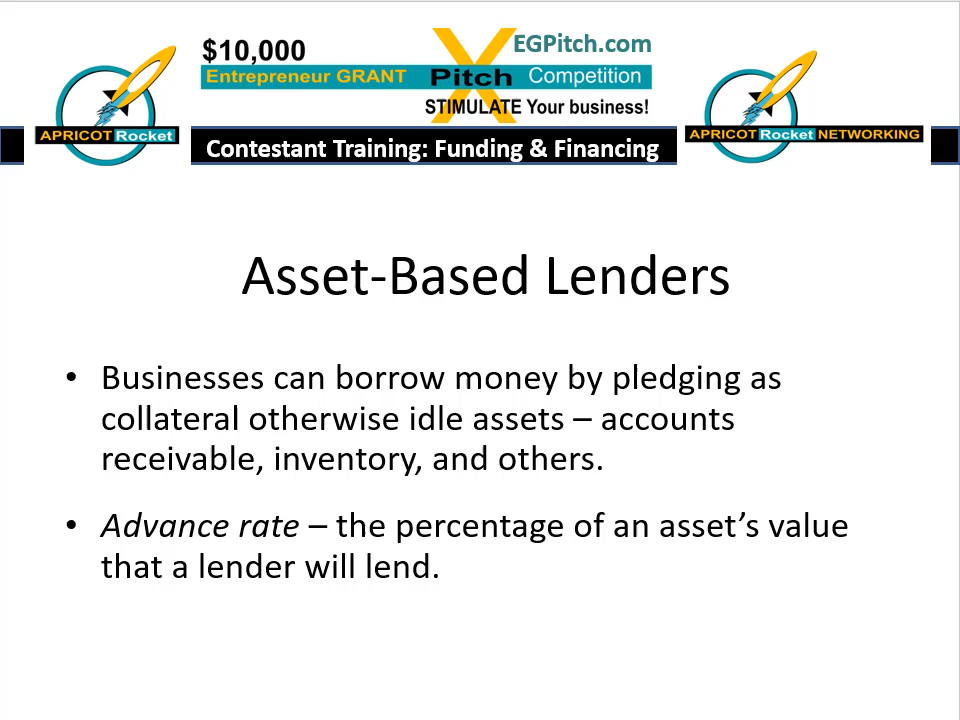 $10,000
EGPitch.com
Entrepreneur GRANT Pitch Competition
STIMULATE Your business!
APRICOT Rocket
APRICOT Rocket NETWORKING
Contestant Training: Funding & Financing
Asset-Based Lenders
• Businesses can borrow money by pledging as
collateral otherwise idle assets – accounts
receivable, inventory, and others.
• Advance rate – the percentage of an asset’s value
that a lender will lend.